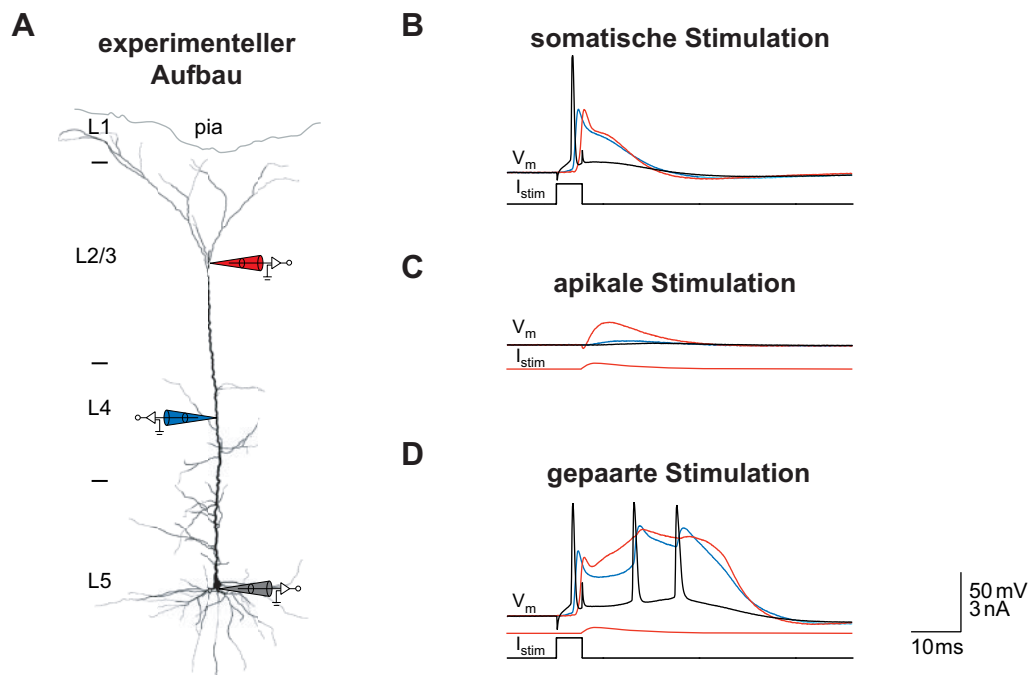 A
experimenteller
Aufbau
L1
pia
L2/3
L4
L5
B
somatische Stimulation
Vm
Istim
C
apikale Stimulation
Vm
Istim
D
gepaarte Stimulation
Vm
Istim
50 mV
3 nA
10 ms